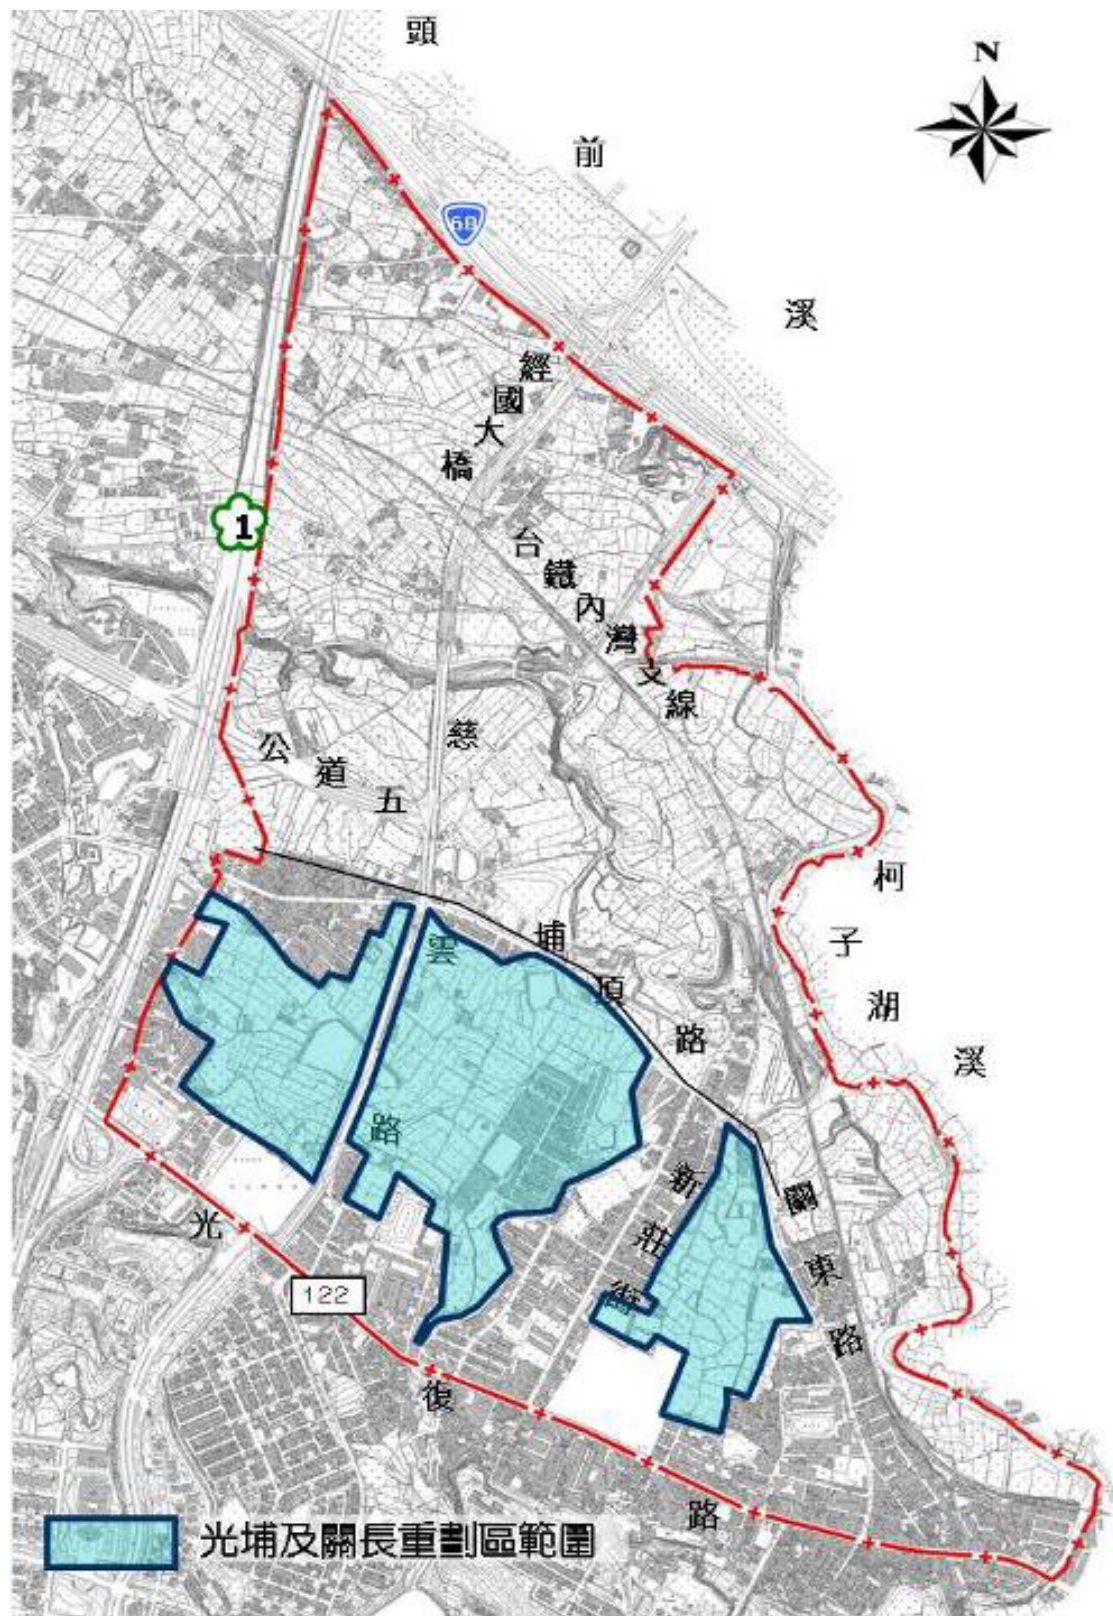 頭前溪
N
68
經國大橋
1
台鐵內灣支線
慈雲路
公道五
柯子湖溪
埔頂路
新莊街
關東路
光復路
122
光埔及關長重劃區範圍